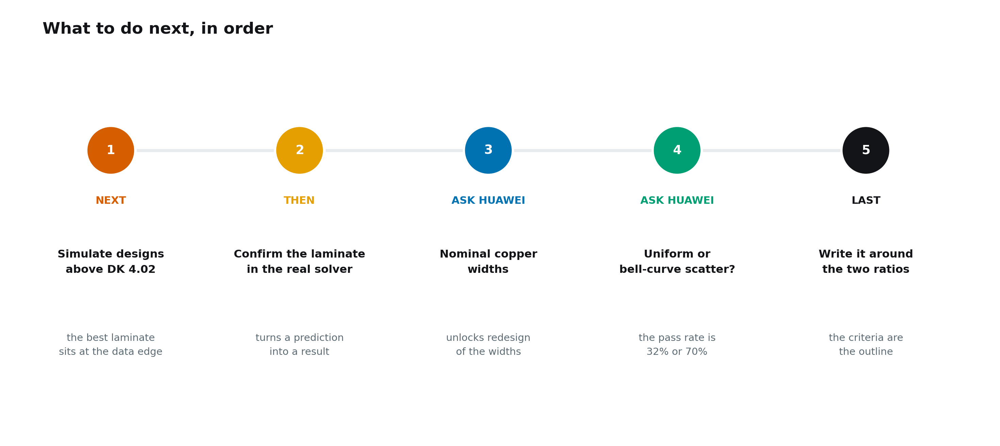 What to do next, in order
1
2
3
4
5
NEXT
THEN
ASK HUAWEI
ASK HUAWEI
LAST
Simulate designs
above DK 4.02
Confirm the laminate
in the real solver
Nominal copper
widths
Uniform or
bell-curve scatter?
Write it around
the two ratios
the best laminate
sits at the data edge
turns a prediction
into a result
unlocks redesign
of the widths
the pass rate is
32% or 70%
the criteria are
the outline